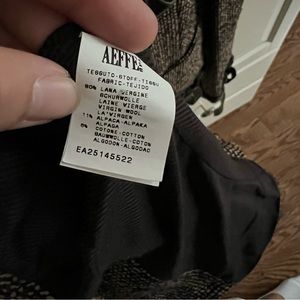 AEFFE
TESSUTO-STOFF-TISSU
FABRIC-TEJIDO
80% LANA VERGINE
SCHURWOLLE
LAINE VIERGE
VIRGIN WOOL
LA'VIRGEN
11% ALPACA-ALPAKA
ALPAGA
COTONE-COTTON
BAUMWOLLE-COTON
ALGODON-ALGODAO
EA25145522